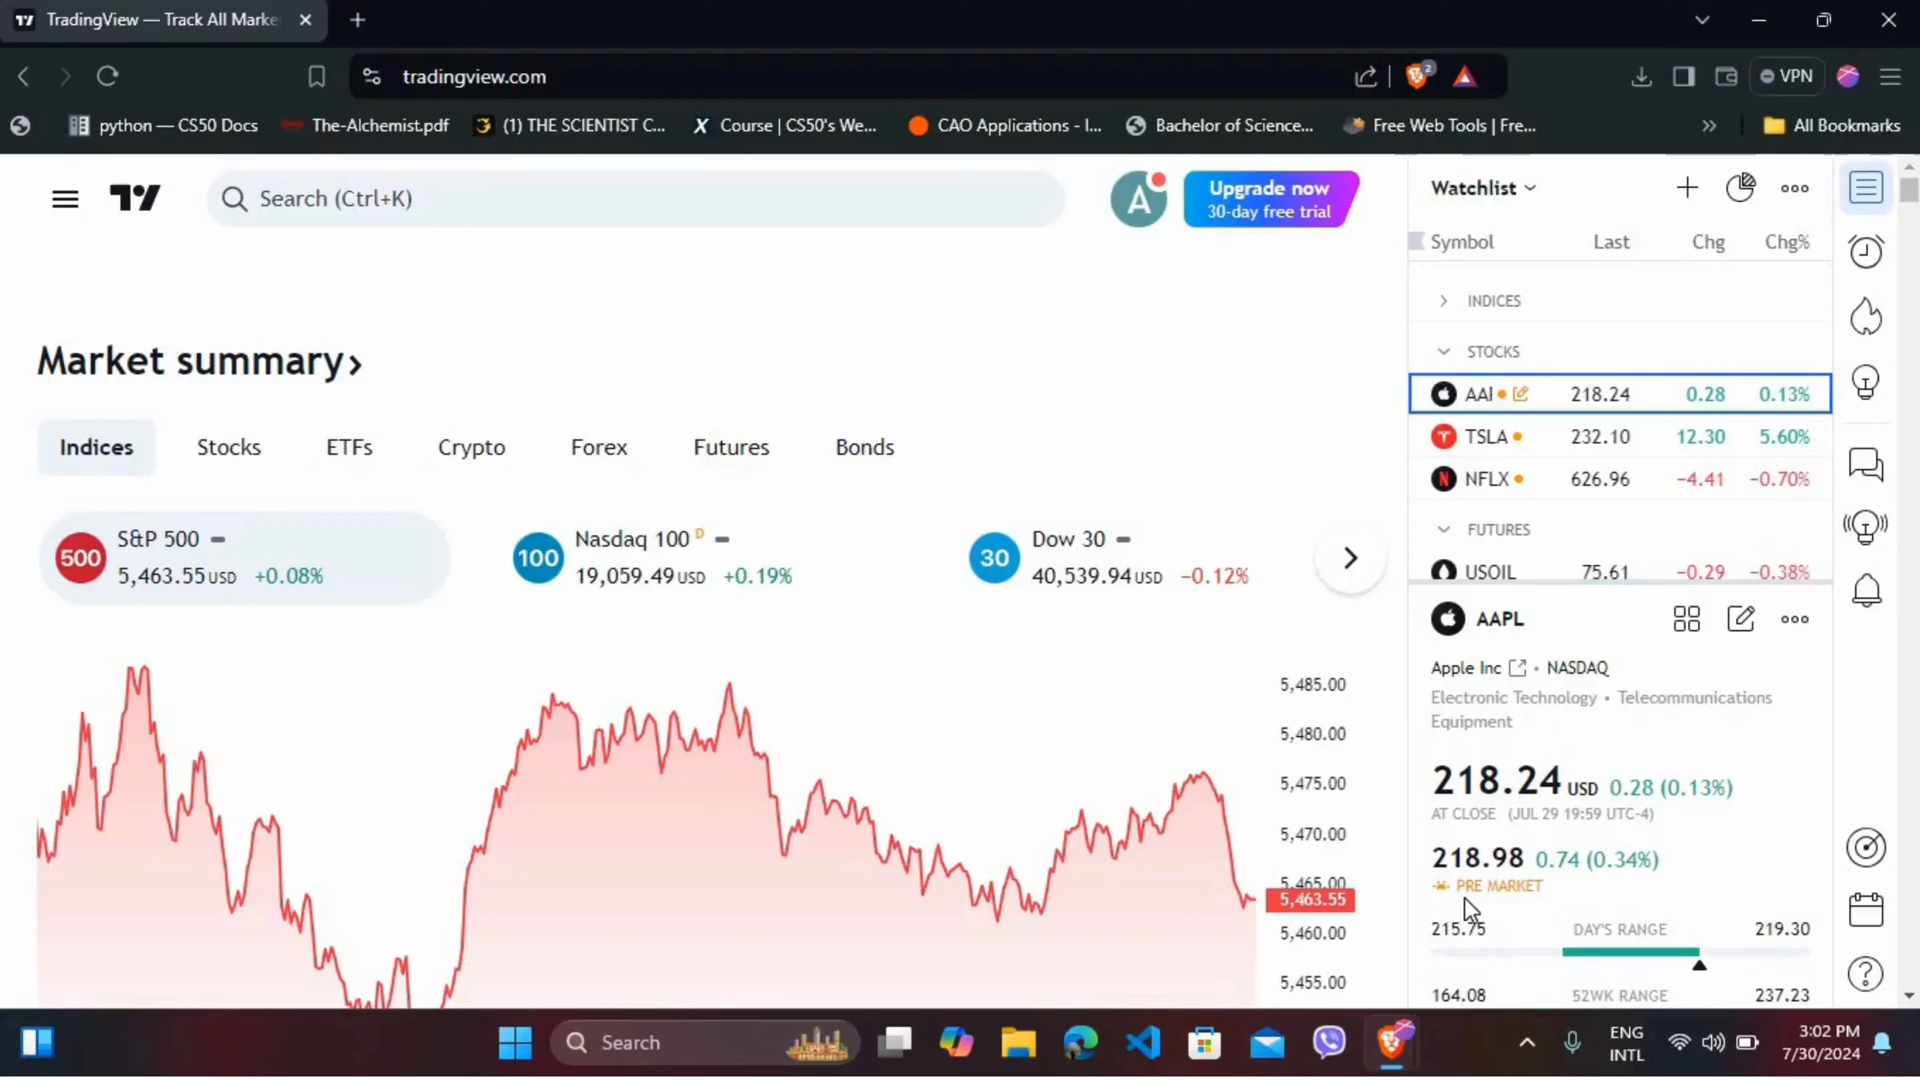 TradingView — Track All Marke
tradingview.com
2
VPN
python — CS50 Docs
The-Alchemist.pdf
(1) THE SCIENTIST C...
Course | CS50's We...
CAO Applications - I...
Bachelor of Science...
Free Web Tools | Fre...
All Bookmarks
Search (Ctrl+K)
A
Upgrade now
30-day free trial
Market summary
Indices
Stocks
ETFs
Crypto
Forex
Futures
Bonds
500
S&P 500
5,463.55 USD +0.08%
100
Nasdaq 100 D
19,059.49 USD +0.19%
30
Dow 30
40,539.94 USD −0.12%
5,485.00
5,480.00
5,475.00
5,470.00
5,465.00
5,463.55
5,460.00
5,455.00
Watchlist
Symbol Last Chg Chg%
INDICES
STOCKS
AAI 218.24 0.28 0.13%
TSLA 232.10 12.30 5.60%
NFLX 626.96 −4.41 −0.70%
FUTURES
USOIL 75.61 −0.29 −0.38%
AAPL
Apple Inc • NASDAQ
Electronic Technology • Telecommunications
Equipment
218.24 USD 0.28 (0.13%)
AT CLOSE (JUL 29 19:59 UTC-4)
218.98 0.74 (0.34%)
PRE MARKET
215.75 DAY'S RANGE 219.30
164.08 52WK RANGE 237.23
Search
ENG
INTL
3:02 PM
7/30/2024